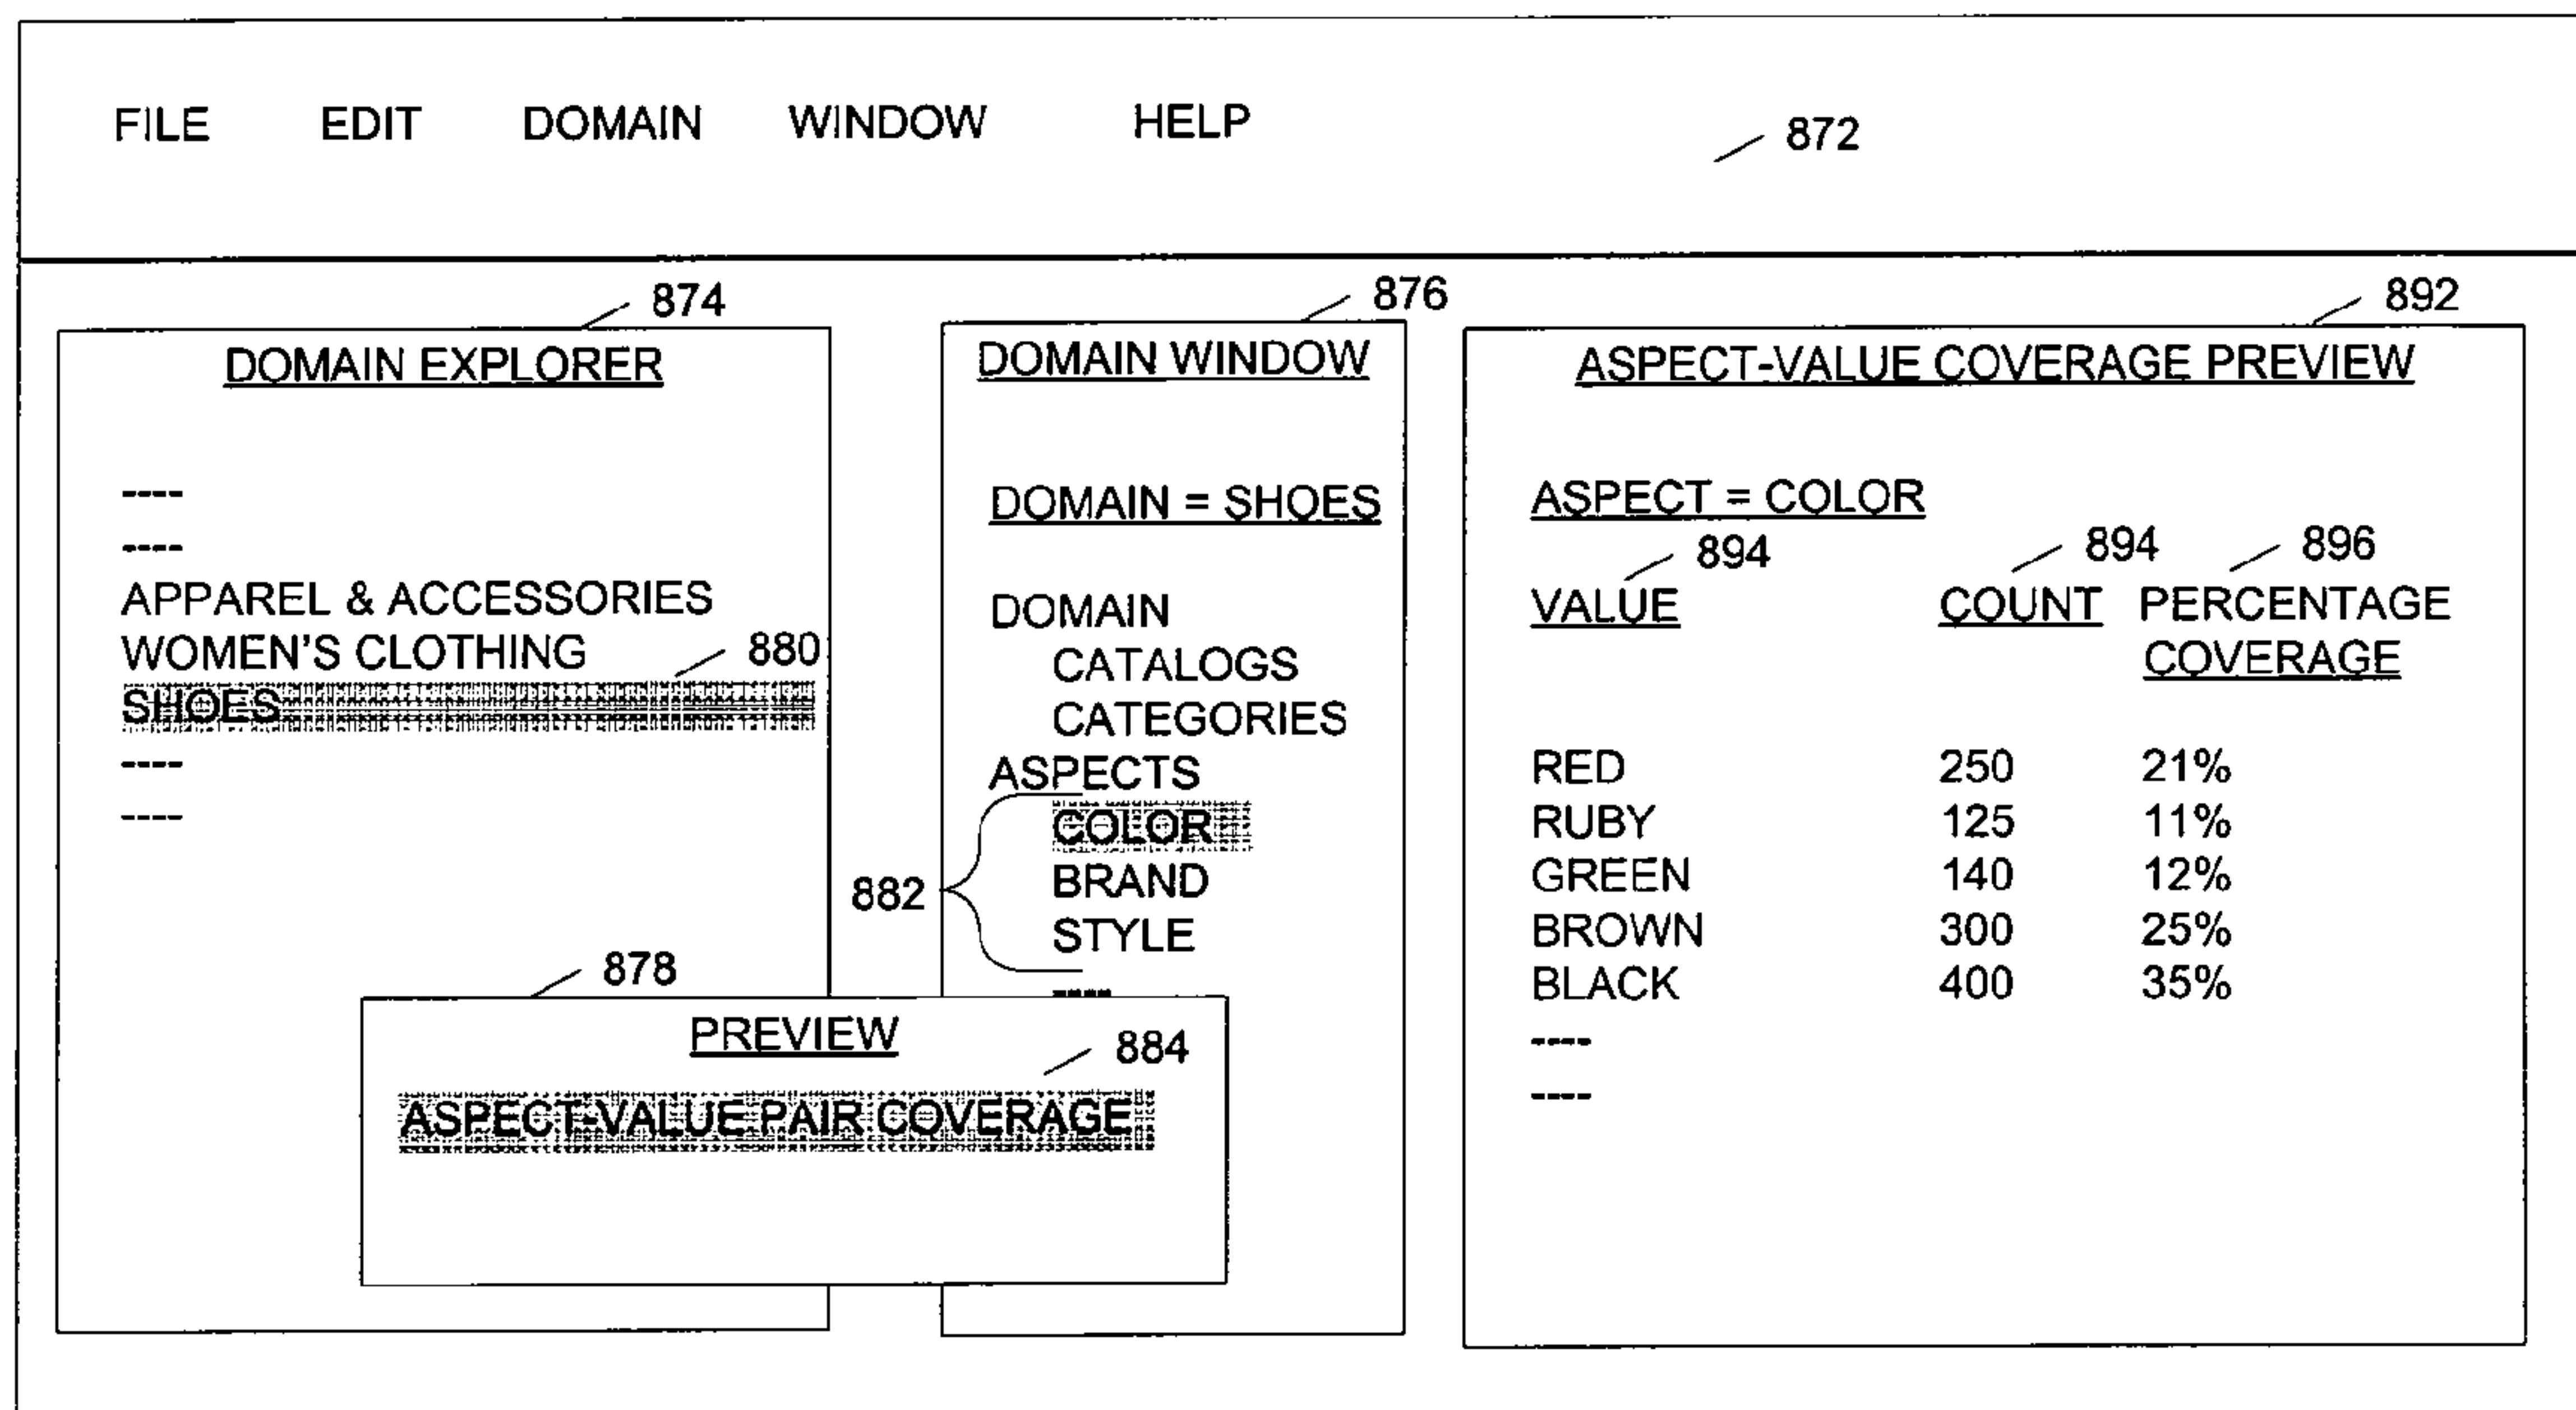 FILE EDIT DOMAIN WINDOW HELP
872
874
DOMAIN EXPLORER
----
----
APPAREL & ACCESSORIES
WOMEN'S CLOTHING
880
SHOES
----
----
876
DOMAIN WINDOW
DOMAIN = SHOES
DOMAIN
CATALOGS
CATEGORIES
ASPECTS
COLOR
882
BRAND
STYLE
----
878
PREVIEW
884
ASPECT-VALUE PAIR COVERAGE
892
ASPECT-VALUE COVERAGE PREVIEW
ASPECT = COLOR
894 894 896
VALUE COUNT PERCENTAGE
COVERAGE
RED 250 21%
RUBY 125 11%
GREEN 140 12%
BROWN 300 25%
BLACK 400 35%
----
----